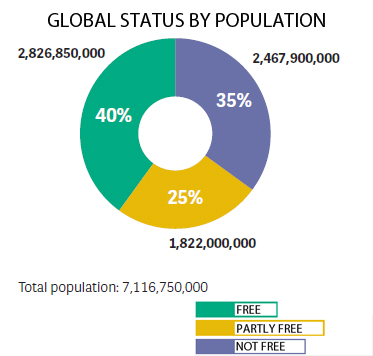 GLOBAL STATUS BY POPULATION
2,826,850,000
2,467,900,000
40%
35%
25%
1,822,000,000
Total population: 7,116,750,000
FREE
PARTLY FREE
NOT FREE